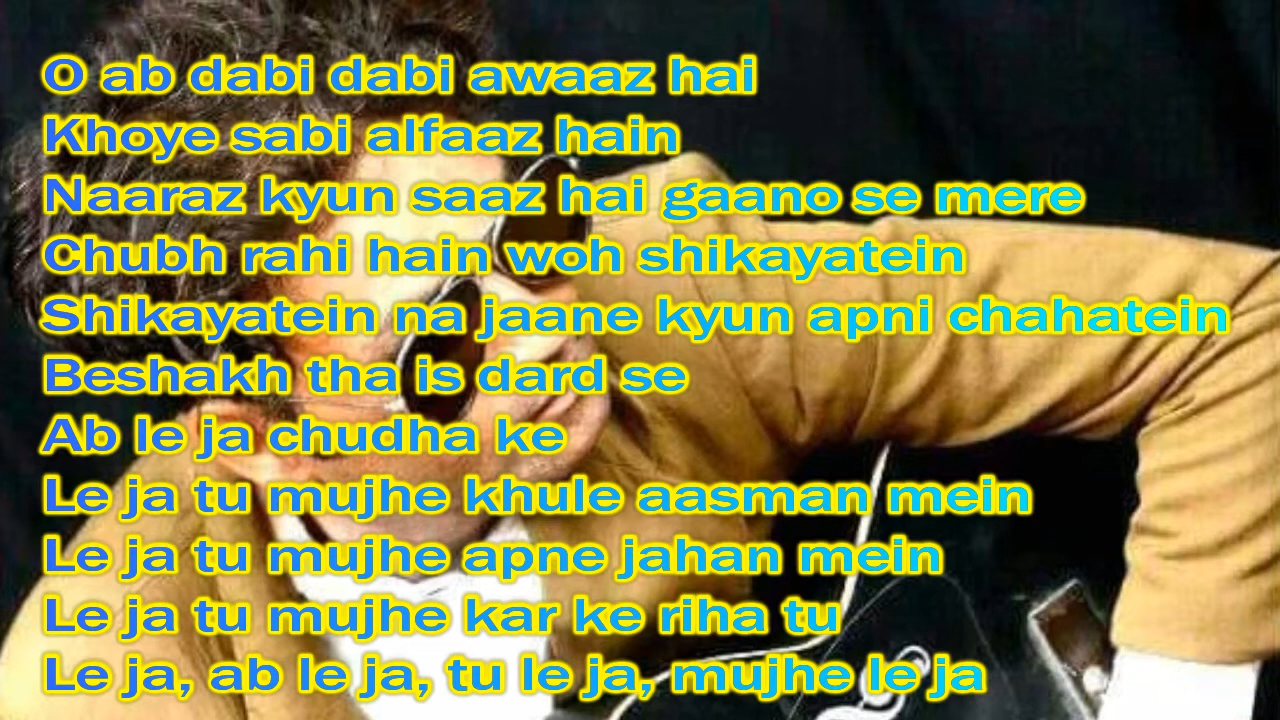 O ab dabi dabi awaaz hai
Khoye sabi alfaaz hain
Naaraz kyun saaz hai gaano se mere
Chubh rahi hain woh shikayatein
Shikayatein na jaane kyun apni chahatein
Beshakh tha is dard se
Ab le ja chudha ke
Le ja tu mujhe khule aasman mein
Le ja tu mujhe apne jahan mein
Le ja tu mujhe kar ke riha tu
Le ja, ab le ja, tu le ja, mujhe le ja